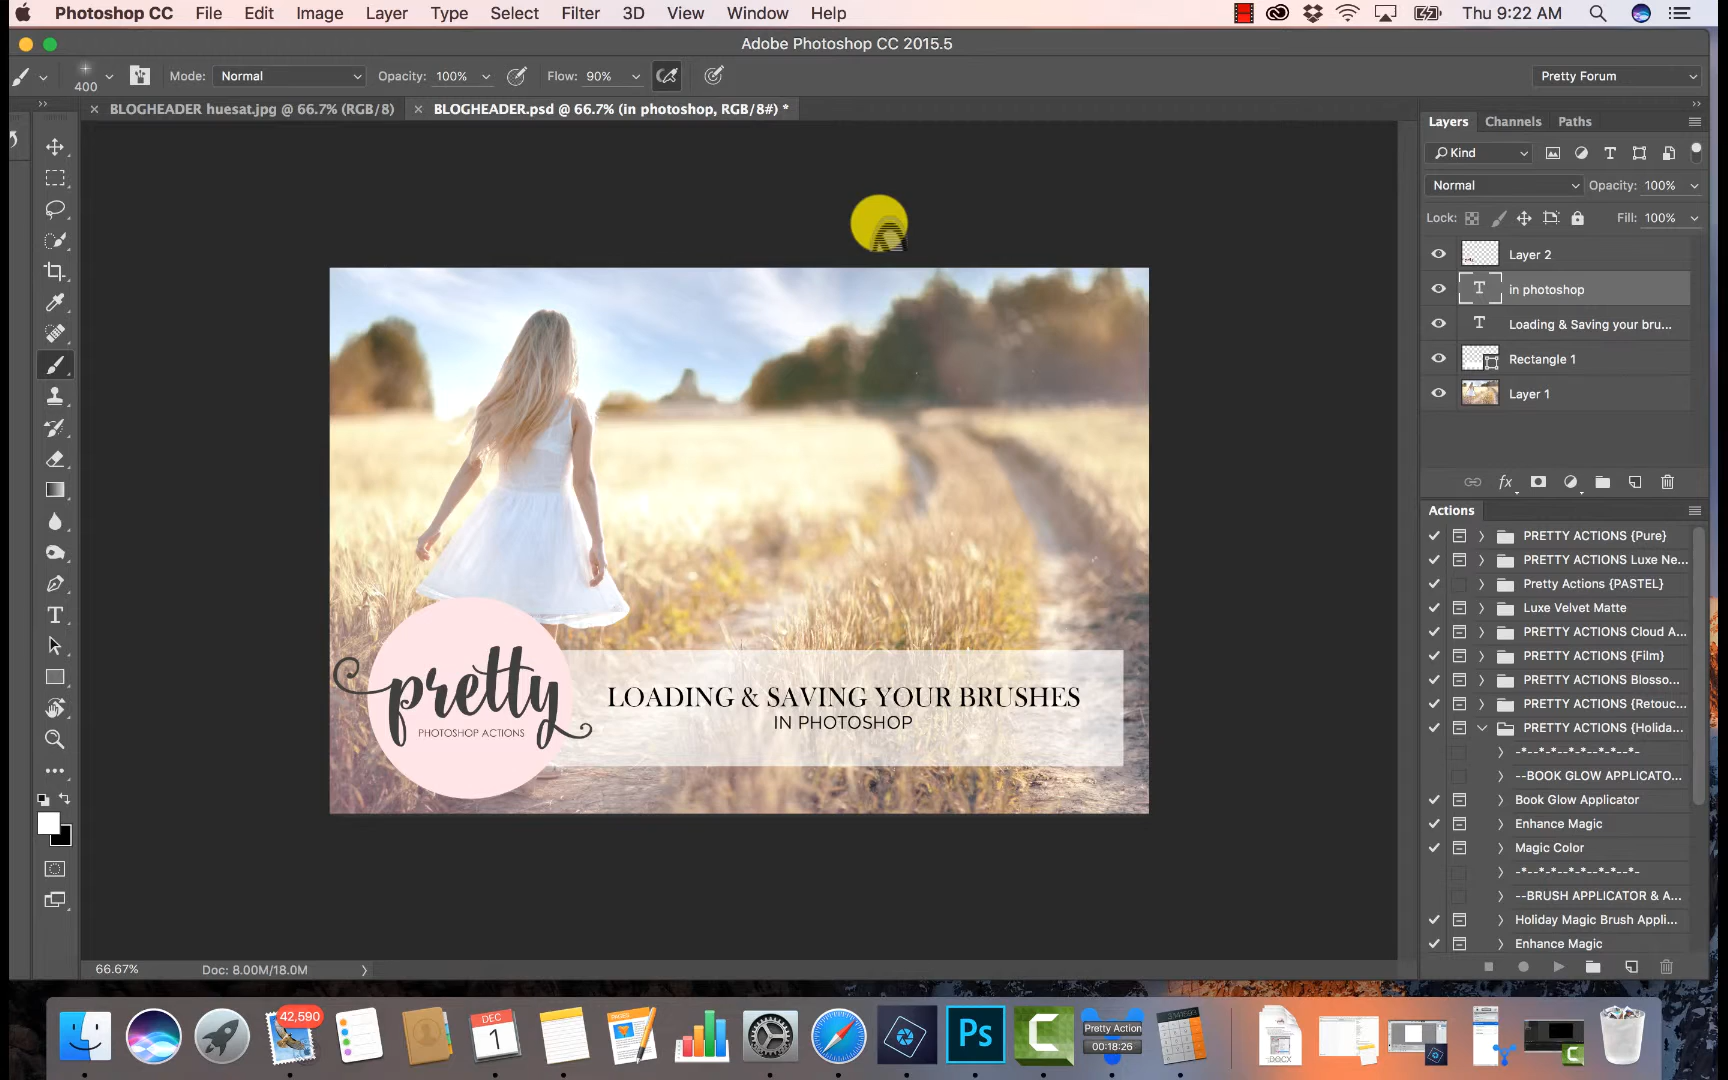 Photoshop CC File Edit Image Layer Type Select Filter 3D View Window Help Thu 9:22 AM
Adobe Photoshop CC 2015.5
400 Mode: Normal Opacity: 100% Flow: 90% Pretty Forum
BLOGHEADER huesat.jpg @ 66.7% (RGB/8) BLOGHEADER.psd @ 66.7% (in photoshop, RGB/8#) *
Layers Channels Paths
Kind
Normal Opacity: 100%
Lock: Fill: 100%
Layer 2
in photoshop
Loading & Saving your bru...
Rectangle 1
Layer 1
fx
Actions
PRETTY ACTIONS {Pure}
PRETTY ACTIONS Luxe Ne...
Pretty Actions {PASTEL}
Luxe Velvet Matte
PRETTY ACTIONS Cloud A...
PRETTY ACTIONS {Film}
PRETTY ACTIONS Blosso...
PRETTY ACTIONS {Retouc...
PRETTY ACTIONS {Holida...
-*--*-*--*-*--*-*-
--BOOK GLOW APPLICATO...
Book Glow Applicator
Enhance Magic
Magic Color
-*--*-*--*-*--*-*-
--BRUSH APPLICATOR & A...
Holiday Magic Brush Appli...
Enhance Magic
pretty
PHOTOSHOP ACTIONS
LOADING & SAVING YOUR BRUSHES
IN PHOTOSHOP
66.67% Doc: 8.00M/18.0M
42,590
DEC
1
PAGES
Ps
Pretty Action
00:18:26
.DOCX